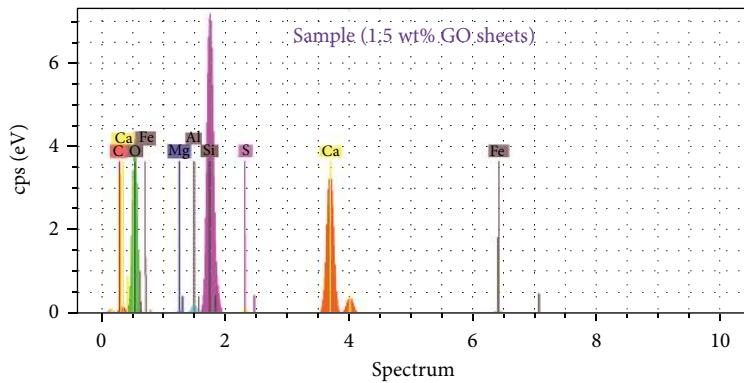 Sample (1.5 wt% GO sheets)
cps (eV)
6
4
2
0
Ca
Fe
Al
C
O
Mg
Si
S
Ca
Fe
0 2 4 6 8 10
Spectrum